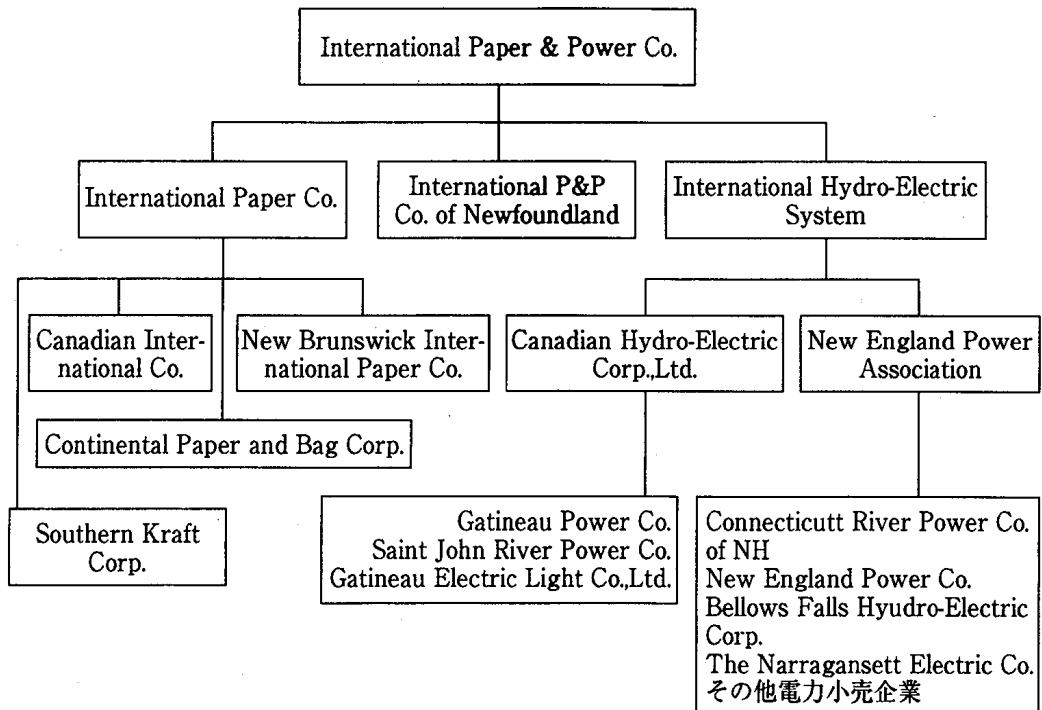 International Paper & Power Co.
International Paper Co.
International P&P
Co. of Newfoundland
International Hydro-Electric
System
Canadian Inter-
national Co.
New Brunswick Inter-
national Paper Co.
Canadian Hydro-Electric
Corp.,Ltd.
New England Power
Association
Continental Paper and Bag Corp.
Southern Kraft
Corp.
Gatineau Power Co.
Saint John River Power Co.
Gatineau Electric Light Co.,Ltd.
Connecticutt River Power Co.
of NH
New England Power Co.
Bellows Falls Hyudro-Electric
Corp.
The Narragansett Electric Co.
その他電力小売企業